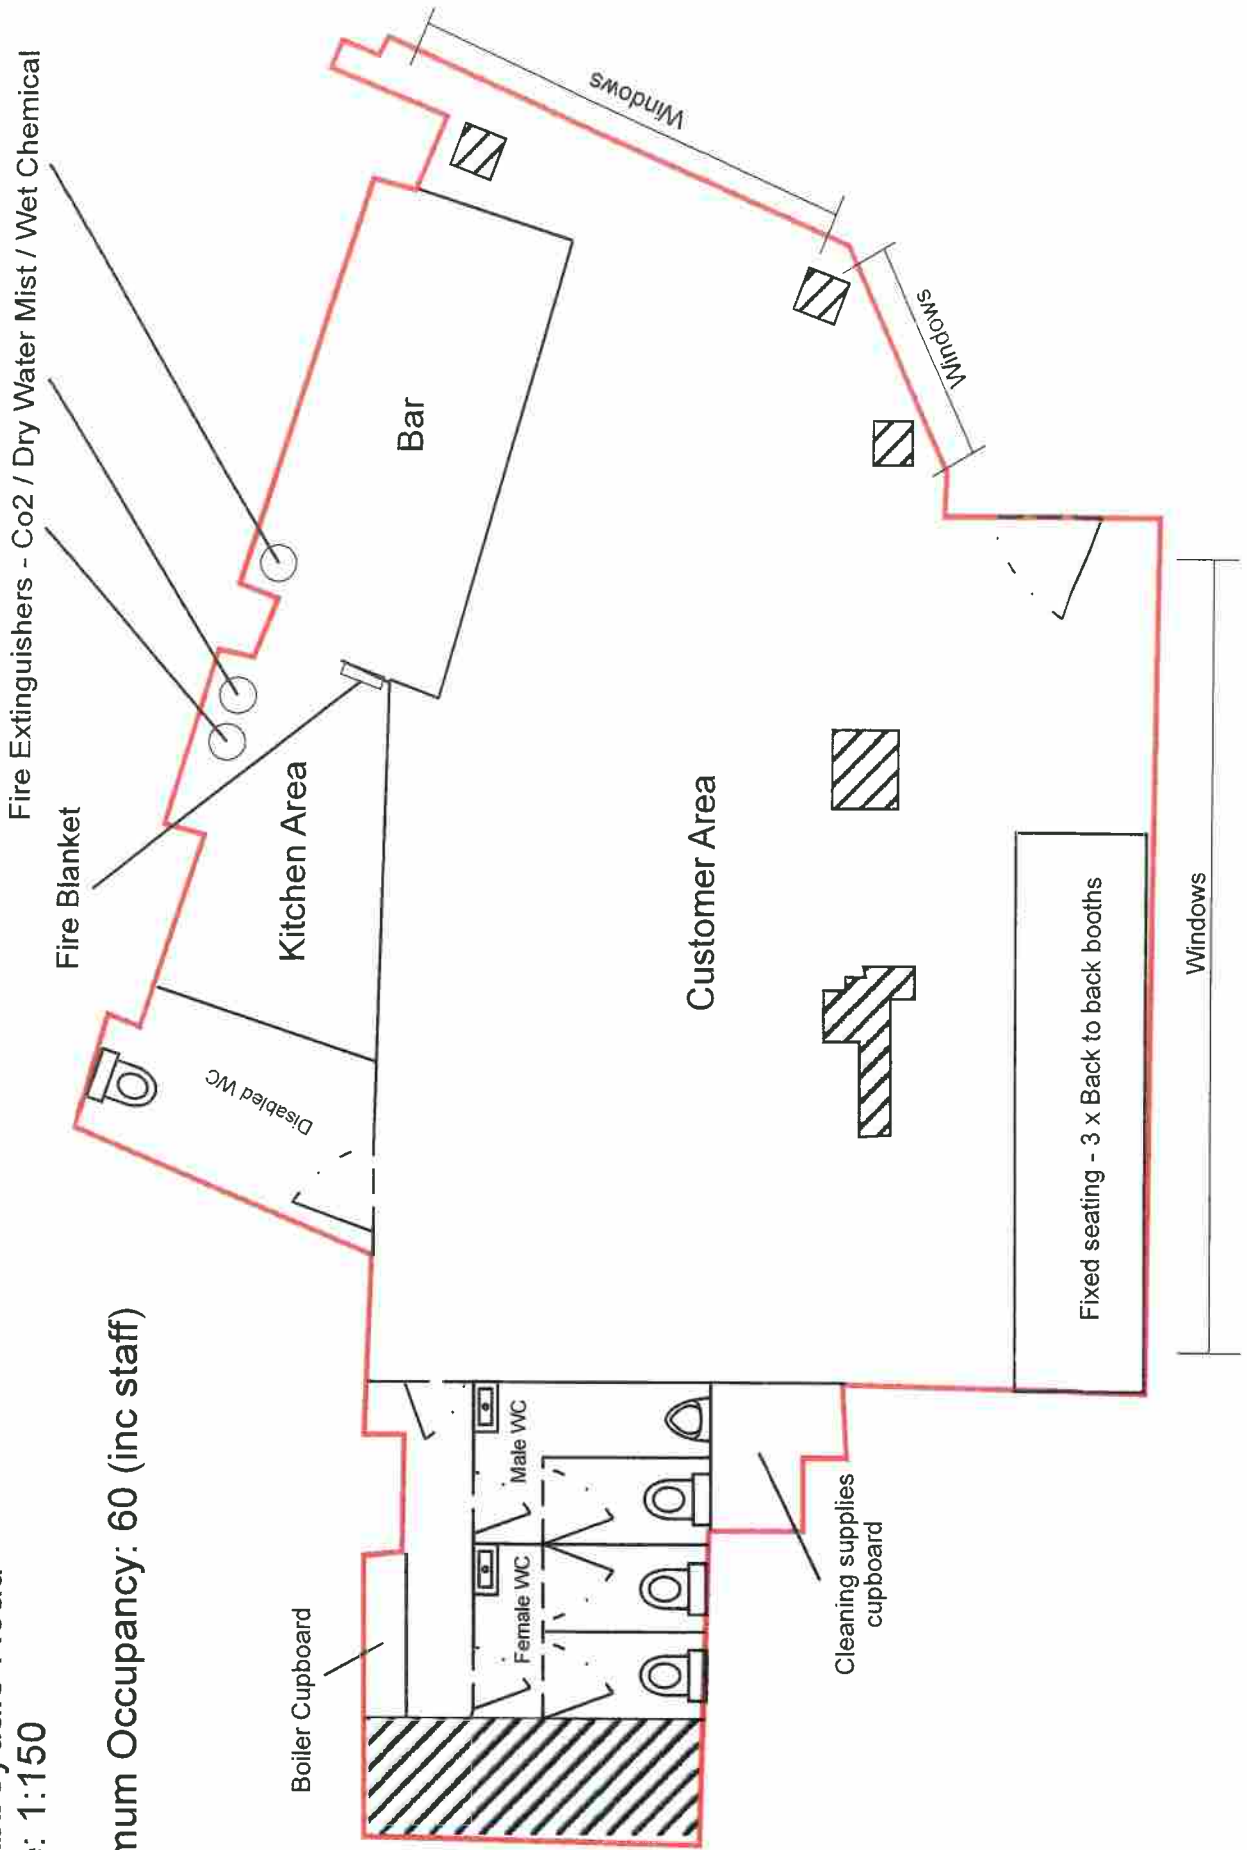 : 1:150
mum Occupancy: 60 (inc staff)
Fire Extinguishers - Co2 / Dry Water Mist / Wet Chemical
Fire Blanket
Boiler Cupboard
Disabled WC
Kitchen Area
Bar
Windows
Windows
Female WC
Male WC
Customer Area
Cleaning supplies
cupboard
Fixed seating - 3 x Back to back booths
Windows